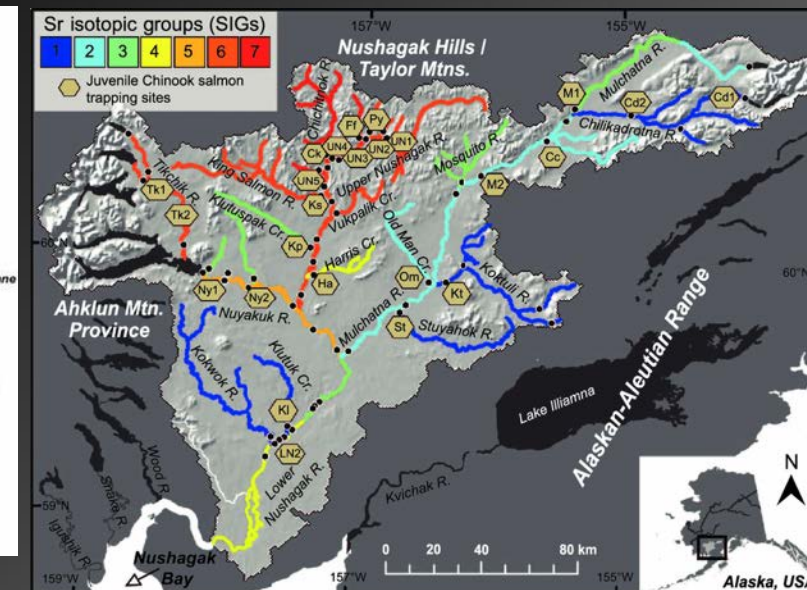 Sr isotopic groups (SIGs)
1 2 3 4 5 6 7
Juvenile Chinook salmon
trapping sites
157°W
155°W
Nushagak Hills /
Taylor Mtns.
Chichitnok R.
Mulchatna R.
M1
Cd2
Cd1
Chilikadrotna R.
Cc
Ff
Py
Ck
UN4
UN3
UN2
UN1
UN5
Upper Nushagak R.
Mosquito R.
M2
Tikchik R.
Tk1
Tk2
King Salmon R.
Ks
Vukpalik Cr.
Klutuspak Cr.
Kp
Harris Cr.
Ha
Old Man Cr.
Om
Kt
Koktuli R.
60°N
60°N
Ahklun Mtn.
Province
Ny1
Ny2
Nuyakuk R.
Mulchatna R.
St
Stuyahok R.
Kokwok R.
Klutuk Cr.
Kl
LN2
Lower
Nushagak R.
Lake Illiamna
Alaskan-Aleutian Range
Kvichak R.
Wood R.
Snake R.
Igushik R.
59°N
Nushagak
Bay
159°W
157°W
155°W
0 20 40 60 80 km
N
Alaska, USA